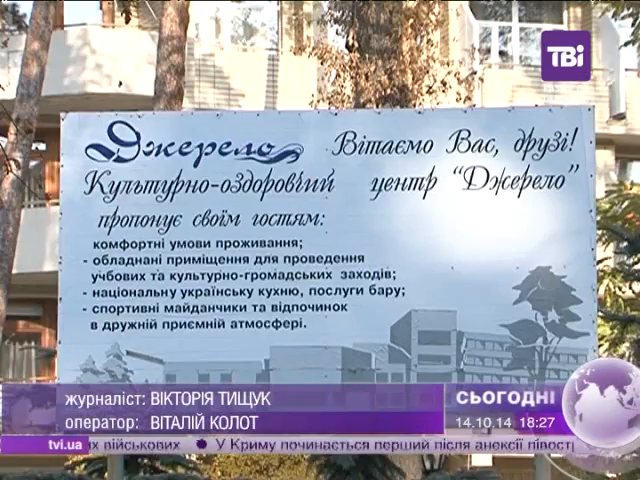 ТВі
Джерело Вітаємо Вас, друзі!
Культурно-оздоровчий центр "Джерело"
пропонує своїм гостям:
комфортні умови проживання;
- обладнані приміщення для проведення
учбових та культурно-громадських заходів;
- національну українську кухню, послуги бару;
- спортивні майданчики та відпочинок
в дружній приємній атмосфері.
журналіст: ВІКТОРІЯ ТИЩУК
оператор: ВІТАЛІЙ КОЛОТ
СЬОГОДНІ
14.10.14 18:27
tvi.ua их військових У Криму починається перший після анексії півостр